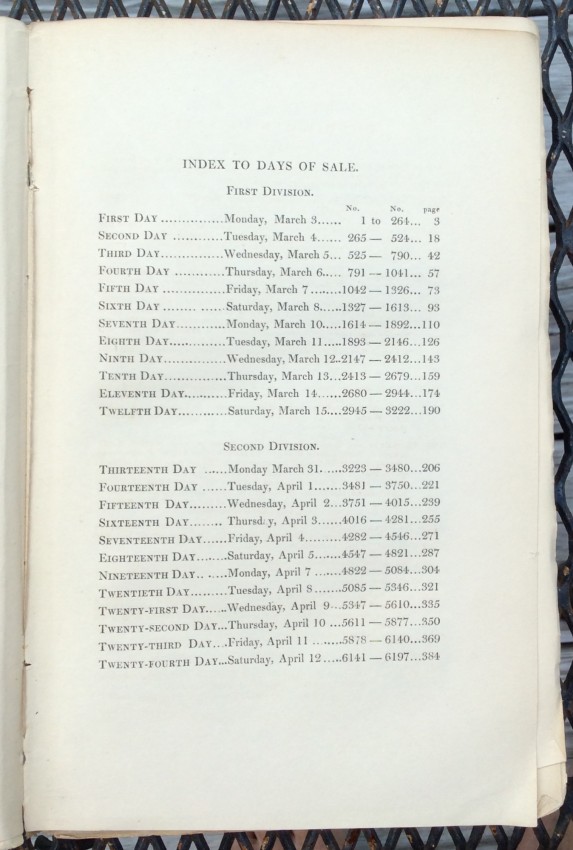 INDEX TO DAYS OF SALE.
FIRST DIVISION.
No. No. page
FIRST DAY ...............Monday, March 3...... 1 to 264... 3
SECOND DAY ............Tuesday, March 4...... 265 — 524... 18
THIRD DAY...............Wednesday, March 5... 525 — 790... 42
FOURTH DAY ............Thursday, March 6..... 791 — 1041... 57
FIFTH DAY ...............Friday, March 7 .......1042 — 1326... 73
SIXTH DAY ........ ......Saturday, March 8......1327 — 1613... 93
SEVENTH DAY............Monday, March 10.....1614 — 1892...110
EIGHTH DAY..............Tuesday, March 11.....1893 — 2146...126
NINTH DAY...............Wednesday, March 12..2147 — 2412...143
TENTH DAY...............Thursday, March 13...2413 — 2679...159
ELEVENTH DAY..........Friday, March 14......2680 — 2944...174
TWELFTH DAY............Saturday, March 15....2945 — 3222...190
SECOND DIVISION.
THIRTEENTH DAY ......Monday March 31......3223 — 3480...206
FOURTEENTH DAY ......Tuesday, April 1.......3481 — 3750...221
FIFTEENTH DAY.........Wednesday, April 2...3751 — 4015...239
SIXTEENTH DAY........ Thursday, April 3......4016 — 4281...255
SEVENTEENTH DAY......Friday, April 4.........4282 — 4546...271
EIGHTEENTH DAY.......Saturday, April 5.......4547 — 4821...287
NINETEENTH DAY.......Monday, April 7 ......4822 — 5084...304
TWENTIETH DAY.........Tuesday, April 8.......5085 — 5346...321
TWENTY-FIRST DAY.....Wednesday, April 9...5347 — 5610...335
TWENTY-SECOND DAY...Thursday, April 10 ...5611 — 5877...350
TWENTY-THIRD DAY....Friday, April 11 .......5878 — 6140...369
TWENTY-FOURTH DAY...Saturday, April 12.....6141 — 6197...384